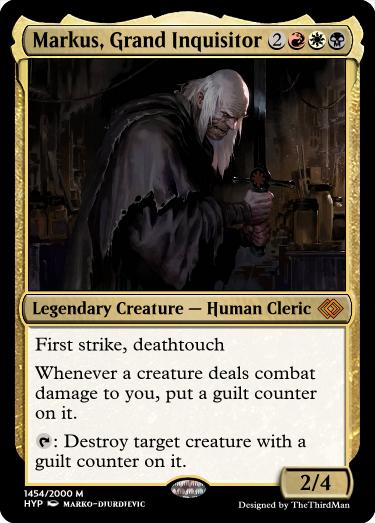 Markus, Grand Inquisitor 2
Legendary Creature — Human Cleric
First strike, deathtouch
Whenever a creature deals combat
damage to you, put a guilt counter
on it.
: Destroy target creature with a
guilt counter on it.
2/4
1454/2000 M
HYP MARKO-DJURDJEVIC
Designed by TheThirdMan